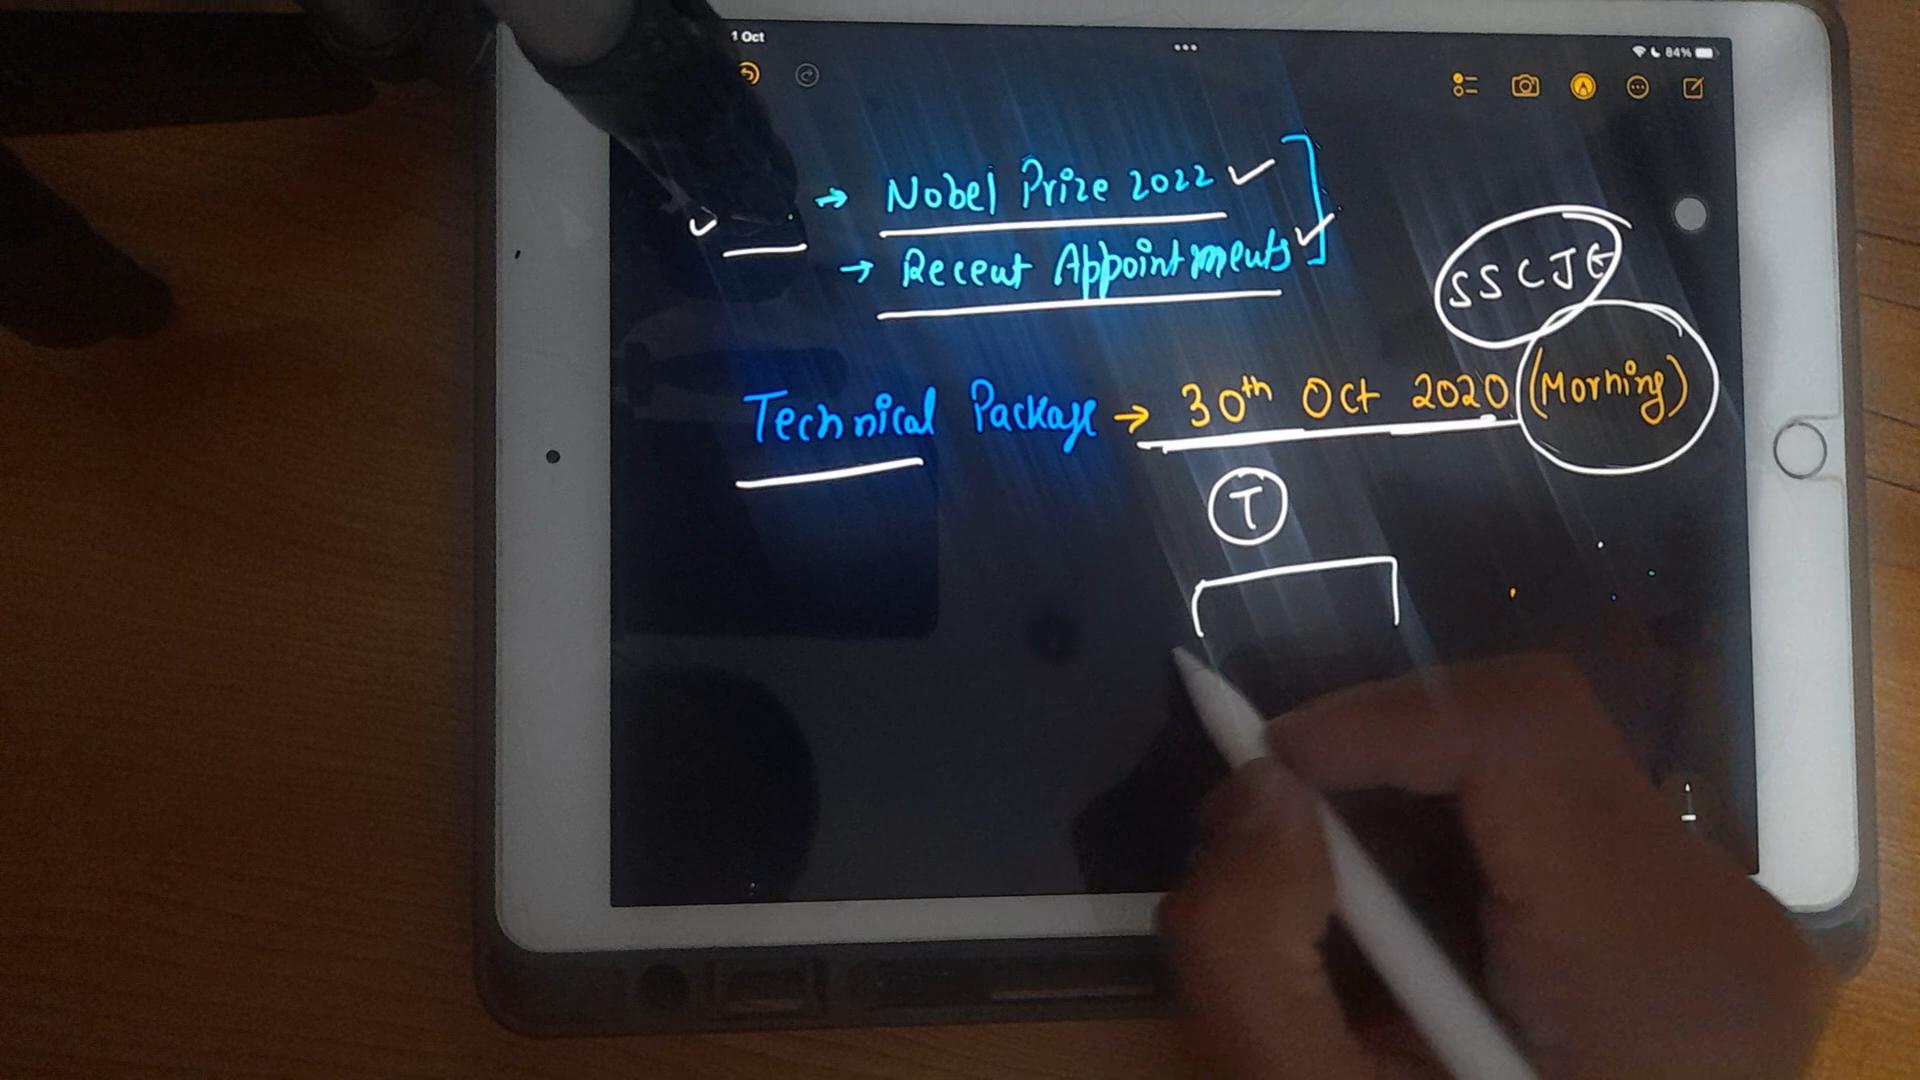 1 Oct
84%
→ Nobel Prize 2022 ✓
→ Recent Appointments ✓
SSCJE
Technical Package → 30th Oct 2020 (Morning)
T